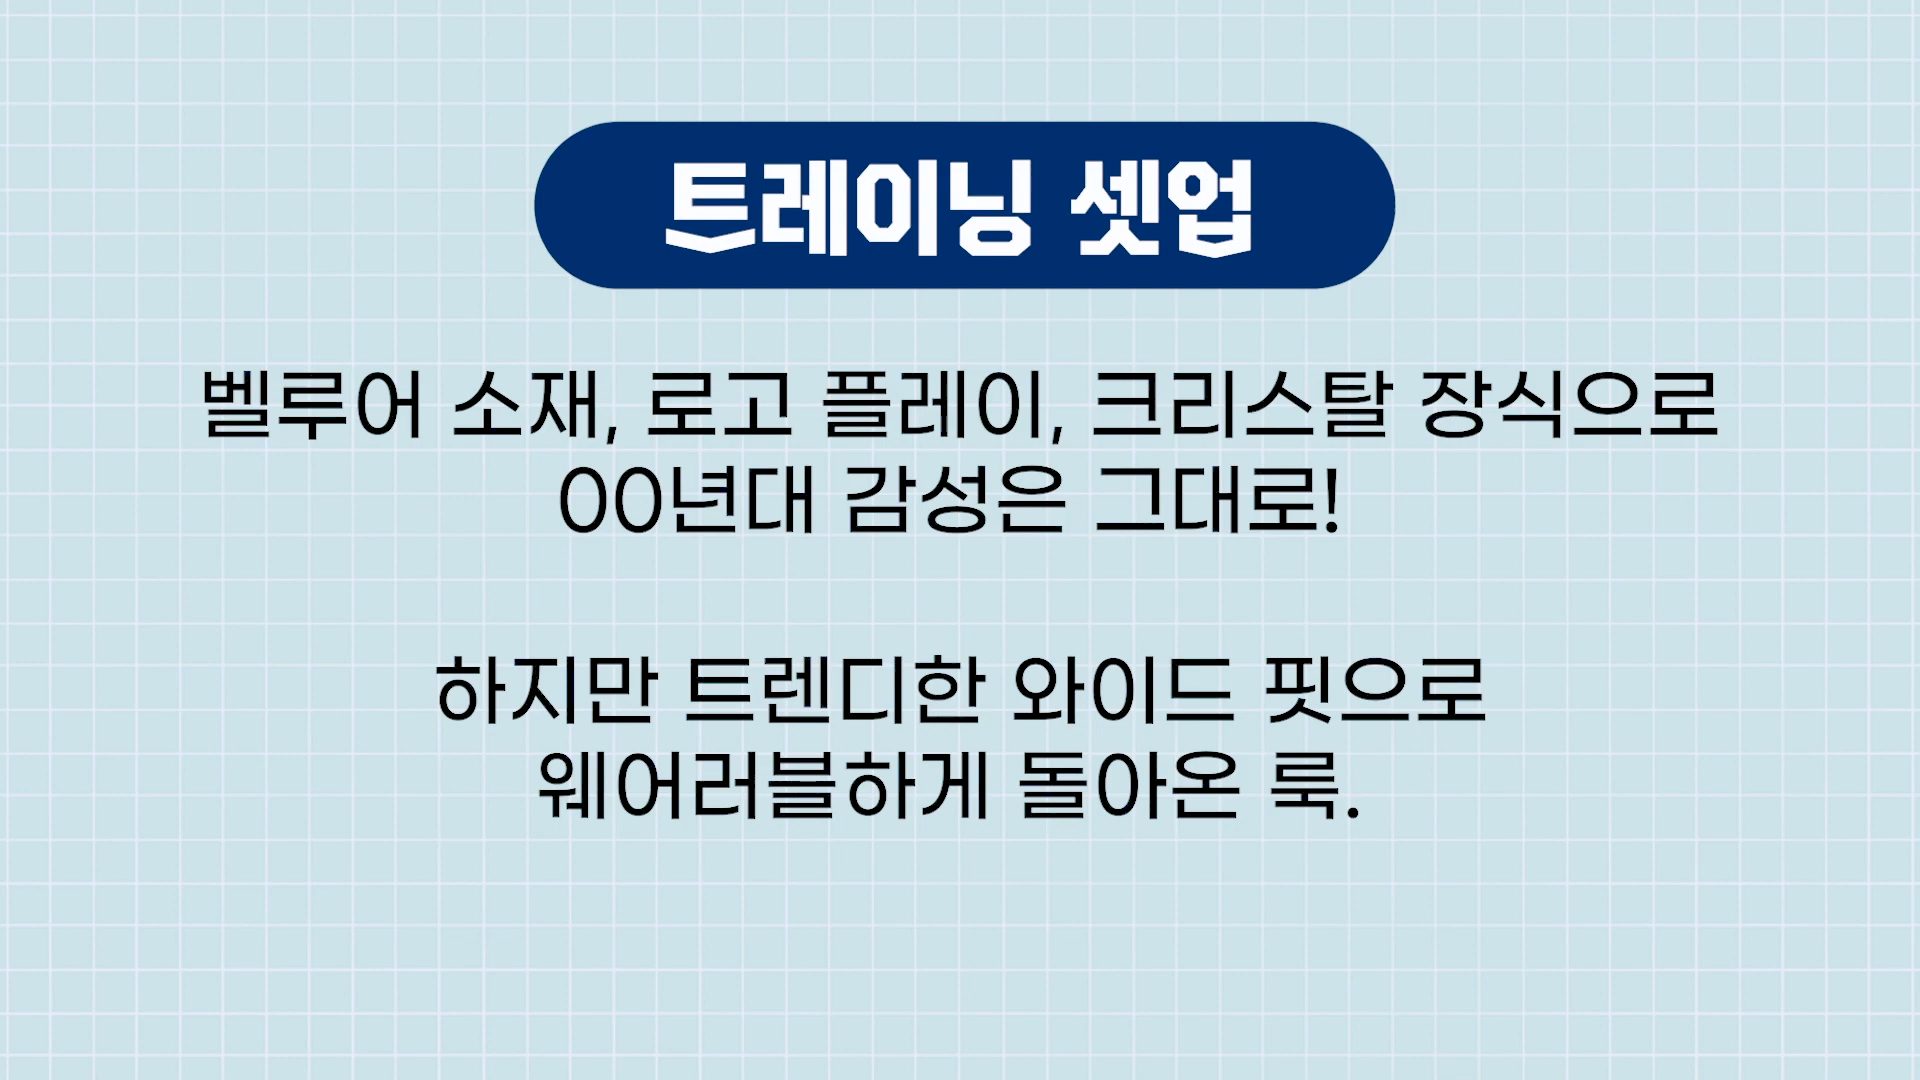 트레이닝 셋업
벨루어 소재, 로고 플레이, 크리스탈 장식으로
00년대 감성은 그대로!
하지만 트렌디한 와이드 핏으로
웨어러블하게 돌아온 룩.